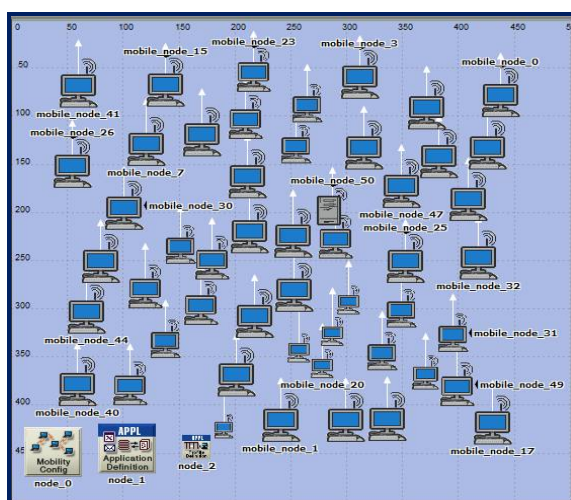 0 50 100 150 200 250 300 350 400 450
mobile_node_23
mobile_node_15
mobile_node_3
mobile_node_0
50
100
mobile_node_41
mobile_node_26
150
mobile_node_7
mobile_node_50
200
mobile_node_30
mobile_node_47
mobile_node_25
250
mobile_node_32
300
mobile_node_31
mobile_node_44
350
mobile_node_20
mobile_node_49
400
mobile_node_40
mobile_node_1
mobile_node_17
APPL
APPL
Mobility
Config
Application
Definition
node_0
node_1
node_2